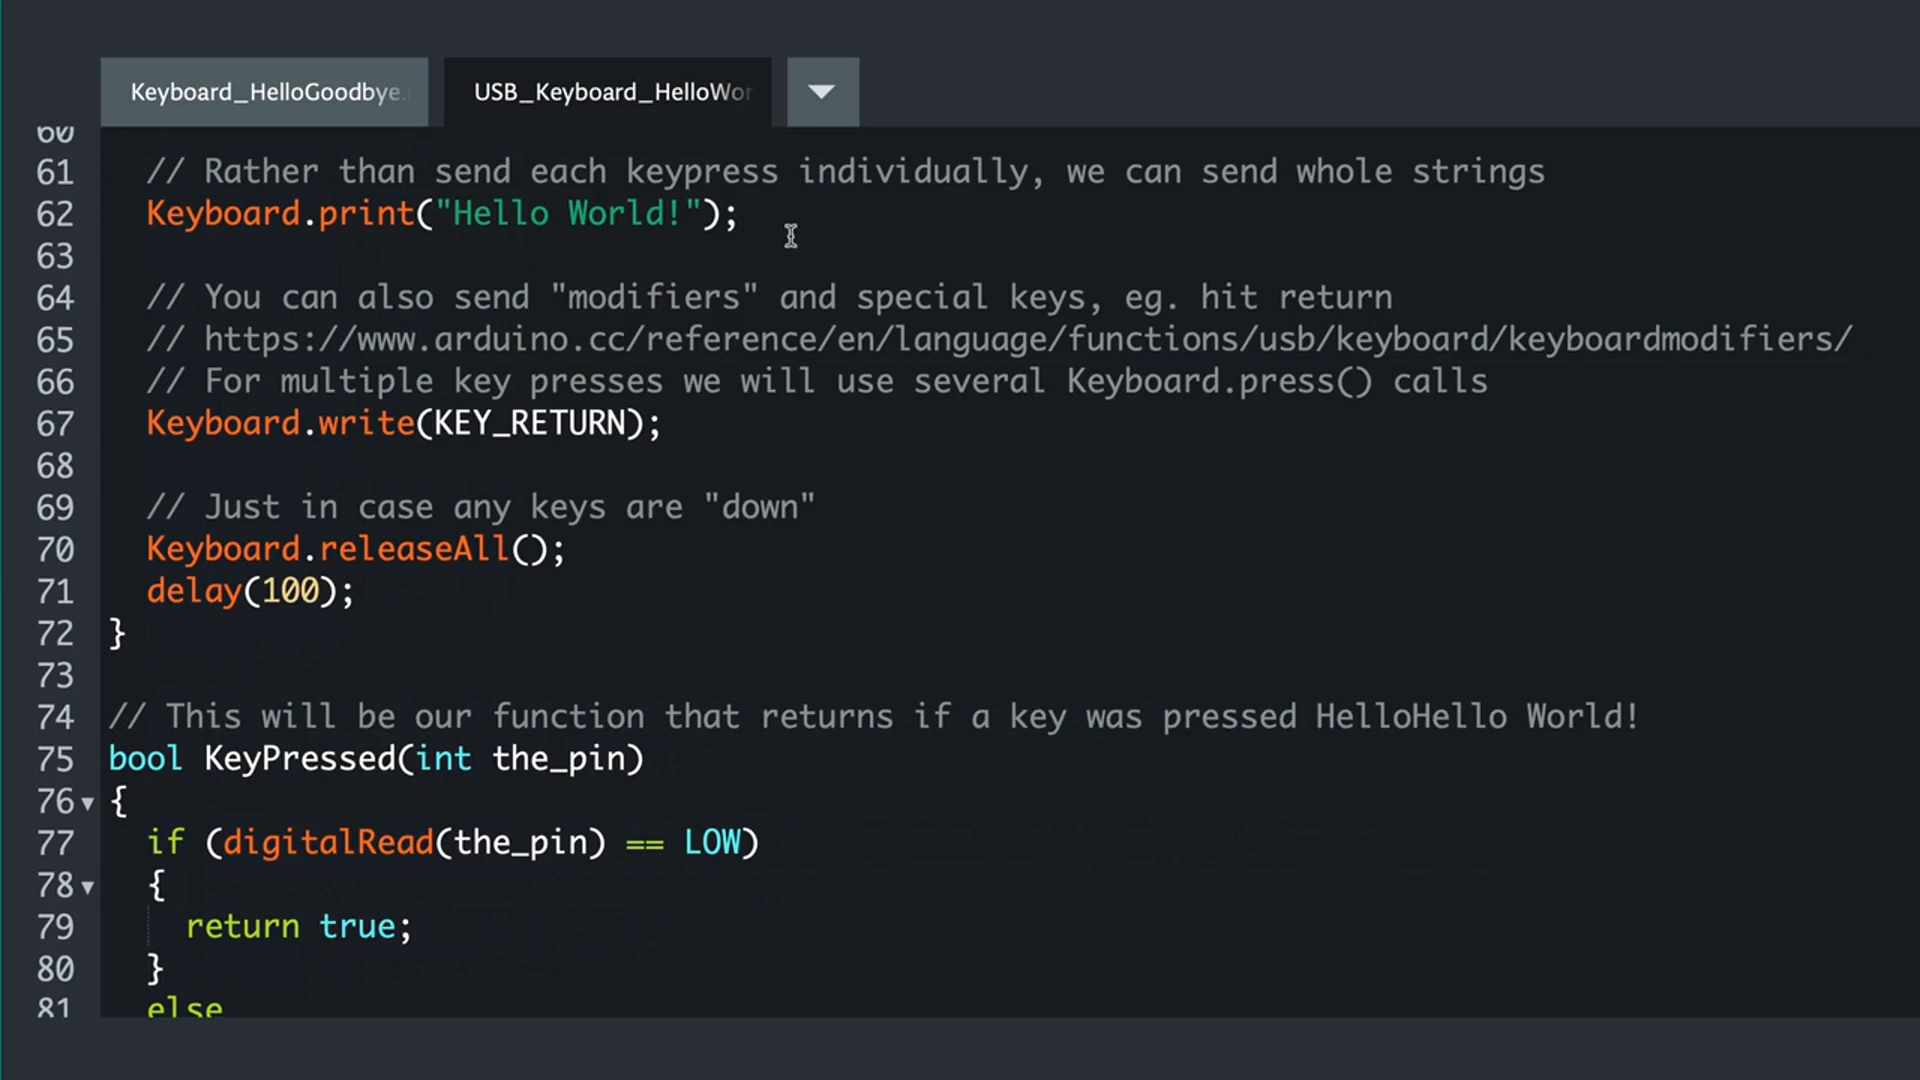 Keyboard_HelloGoodbye.
USB_Keyboard_HelloWor
60
61 // Rather than send each keypress individually, we can send whole strings
62 Keyboard.print("Hello World!");
63
64 // You can also send "modifiers" and special keys, eg. hit return
65 // https://www.arduino.cc/reference/en/language/functions/usb/keyboard/keyboardmodifiers/
66 // For multiple key presses we will use several Keyboard.press() calls
67 Keyboard.write(KEY_RETURN);
68
69 // Just in case any keys are "down"
70 Keyboard.releaseAll();
71 delay(100);
72 }
73
74 // This will be our function that returns if a key was pressed HelloHello World!
75 bool KeyPressed(int the_pin)
76 {
77 if (digitalRead(the_pin) == LOW)
78 {
79 return true;
80 }
81 else